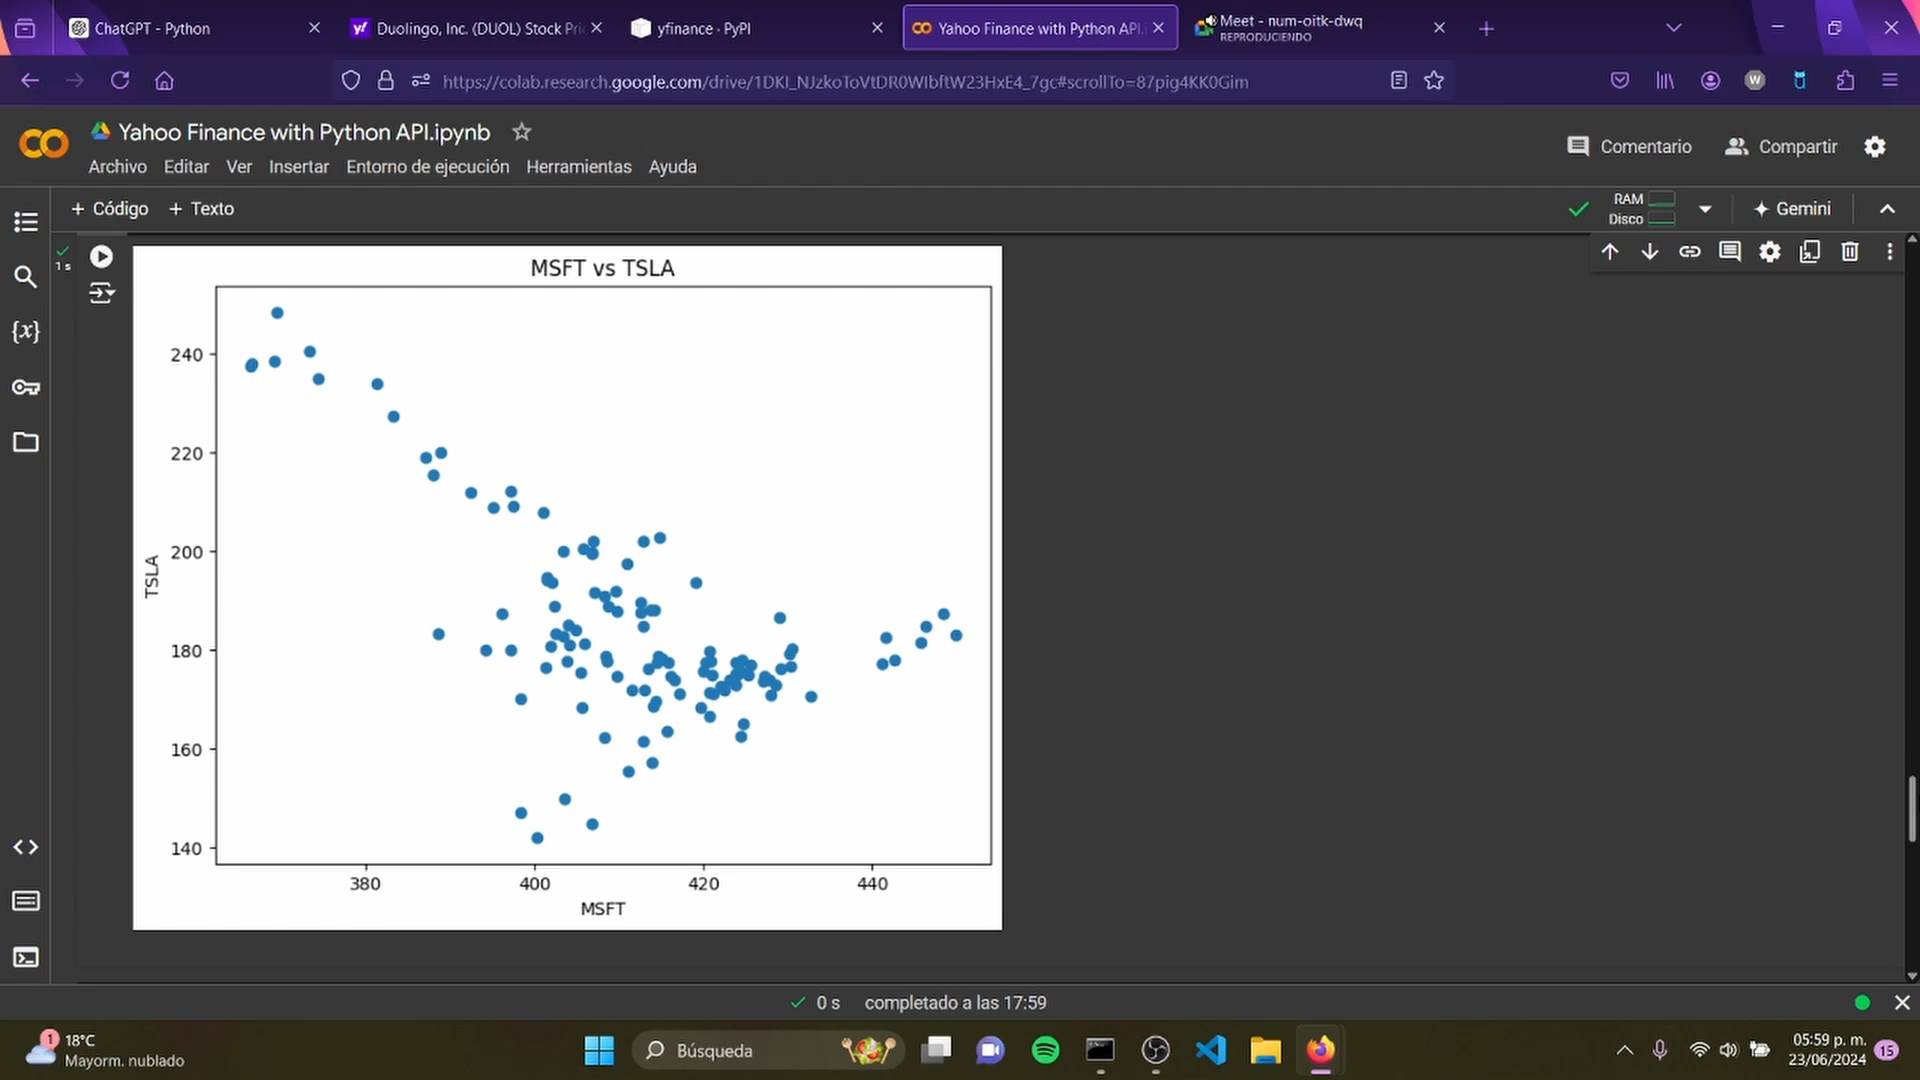 ChatGPT - Python
Duolingo, Inc. (DUOL) Stock Pri
yfinance · PyPI
Yahoo Finance with Python API.i
Meet - num-oitk-dwq
REPRODUCIENDO
https://colab.research.google.com/drive/1DKI_NJzkoToVtDR0WIbftW23HxE4_7gc#scrollTo=87pig4KK0Gim
W
Yahoo Finance with Python API.ipynb
Archivo Editar Ver Insertar Entorno de ejecución Herramientas Ayuda
Comentario
Compartir
+ Código + Texto
RAM
Disco
Gemini
1 s
{x}
MSFT vs TSLA
TSLA
240
220
200
180
160
140
380 400 420 440
MSFT
0 s completado a las 17:59
1
18°C
Mayorm. nublado
Búsqueda
05:59 p. m.
23/06/2024
15